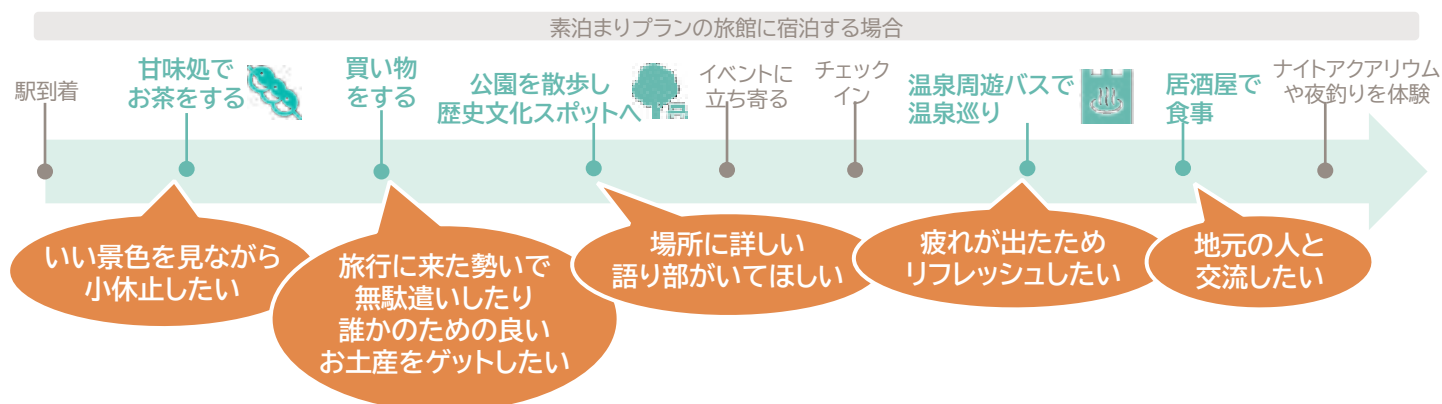 素泊まりプランの旅館に宿泊する場合
駅到着
甘味処で
お茶をする
買い物
をする
公園を散歩し
歴史文化スポットへ
イベントに
立ち寄る
チェック
イン
温泉周遊バスで
温泉巡り
居酒屋で
食事
ナイトアクアリウム
や夜釣りを体験
いい景色を見ながら
小休止したい
旅行に来た勢いで
無駄遣いしたり
誰かのための良い
お土産をゲットしたい
場所に詳しい
語り部がいてほしい
疲れが出たため
リフレッシュしたい
地元の人と
交流したい